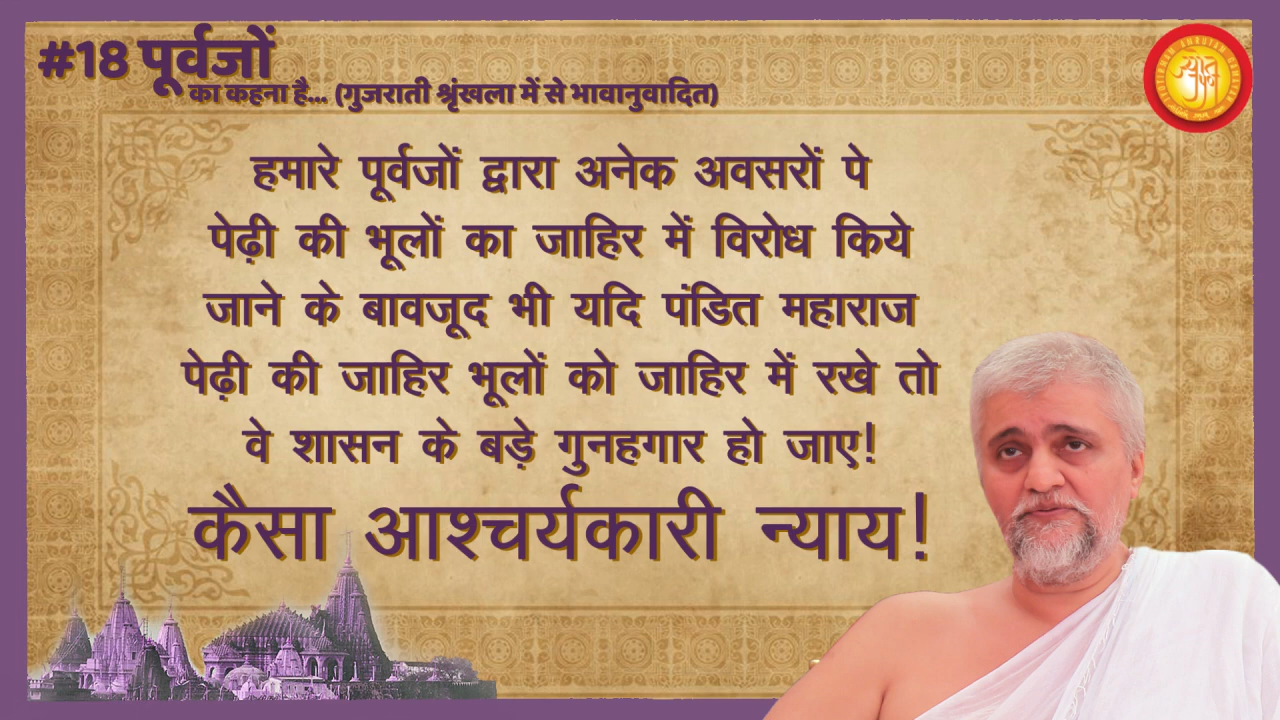 #18 पूर्वजों
का कहना है... (गुजराती श्रृंखला में से भावानुवादित)
हमारे पूर्वजों द्वारा अनेक अवसरों पे
पेढ़ी की भूलों का जाहिर में विरोध किये
जाने के बावजूद भी यदि पंडित महाराज
पेढ़ी की जाहिर भूलों को जाहिर में रखे तो
वे शासन के बड़े गुनहगार हो जाए!
कैसा आश्चर्यकारी न्याय!